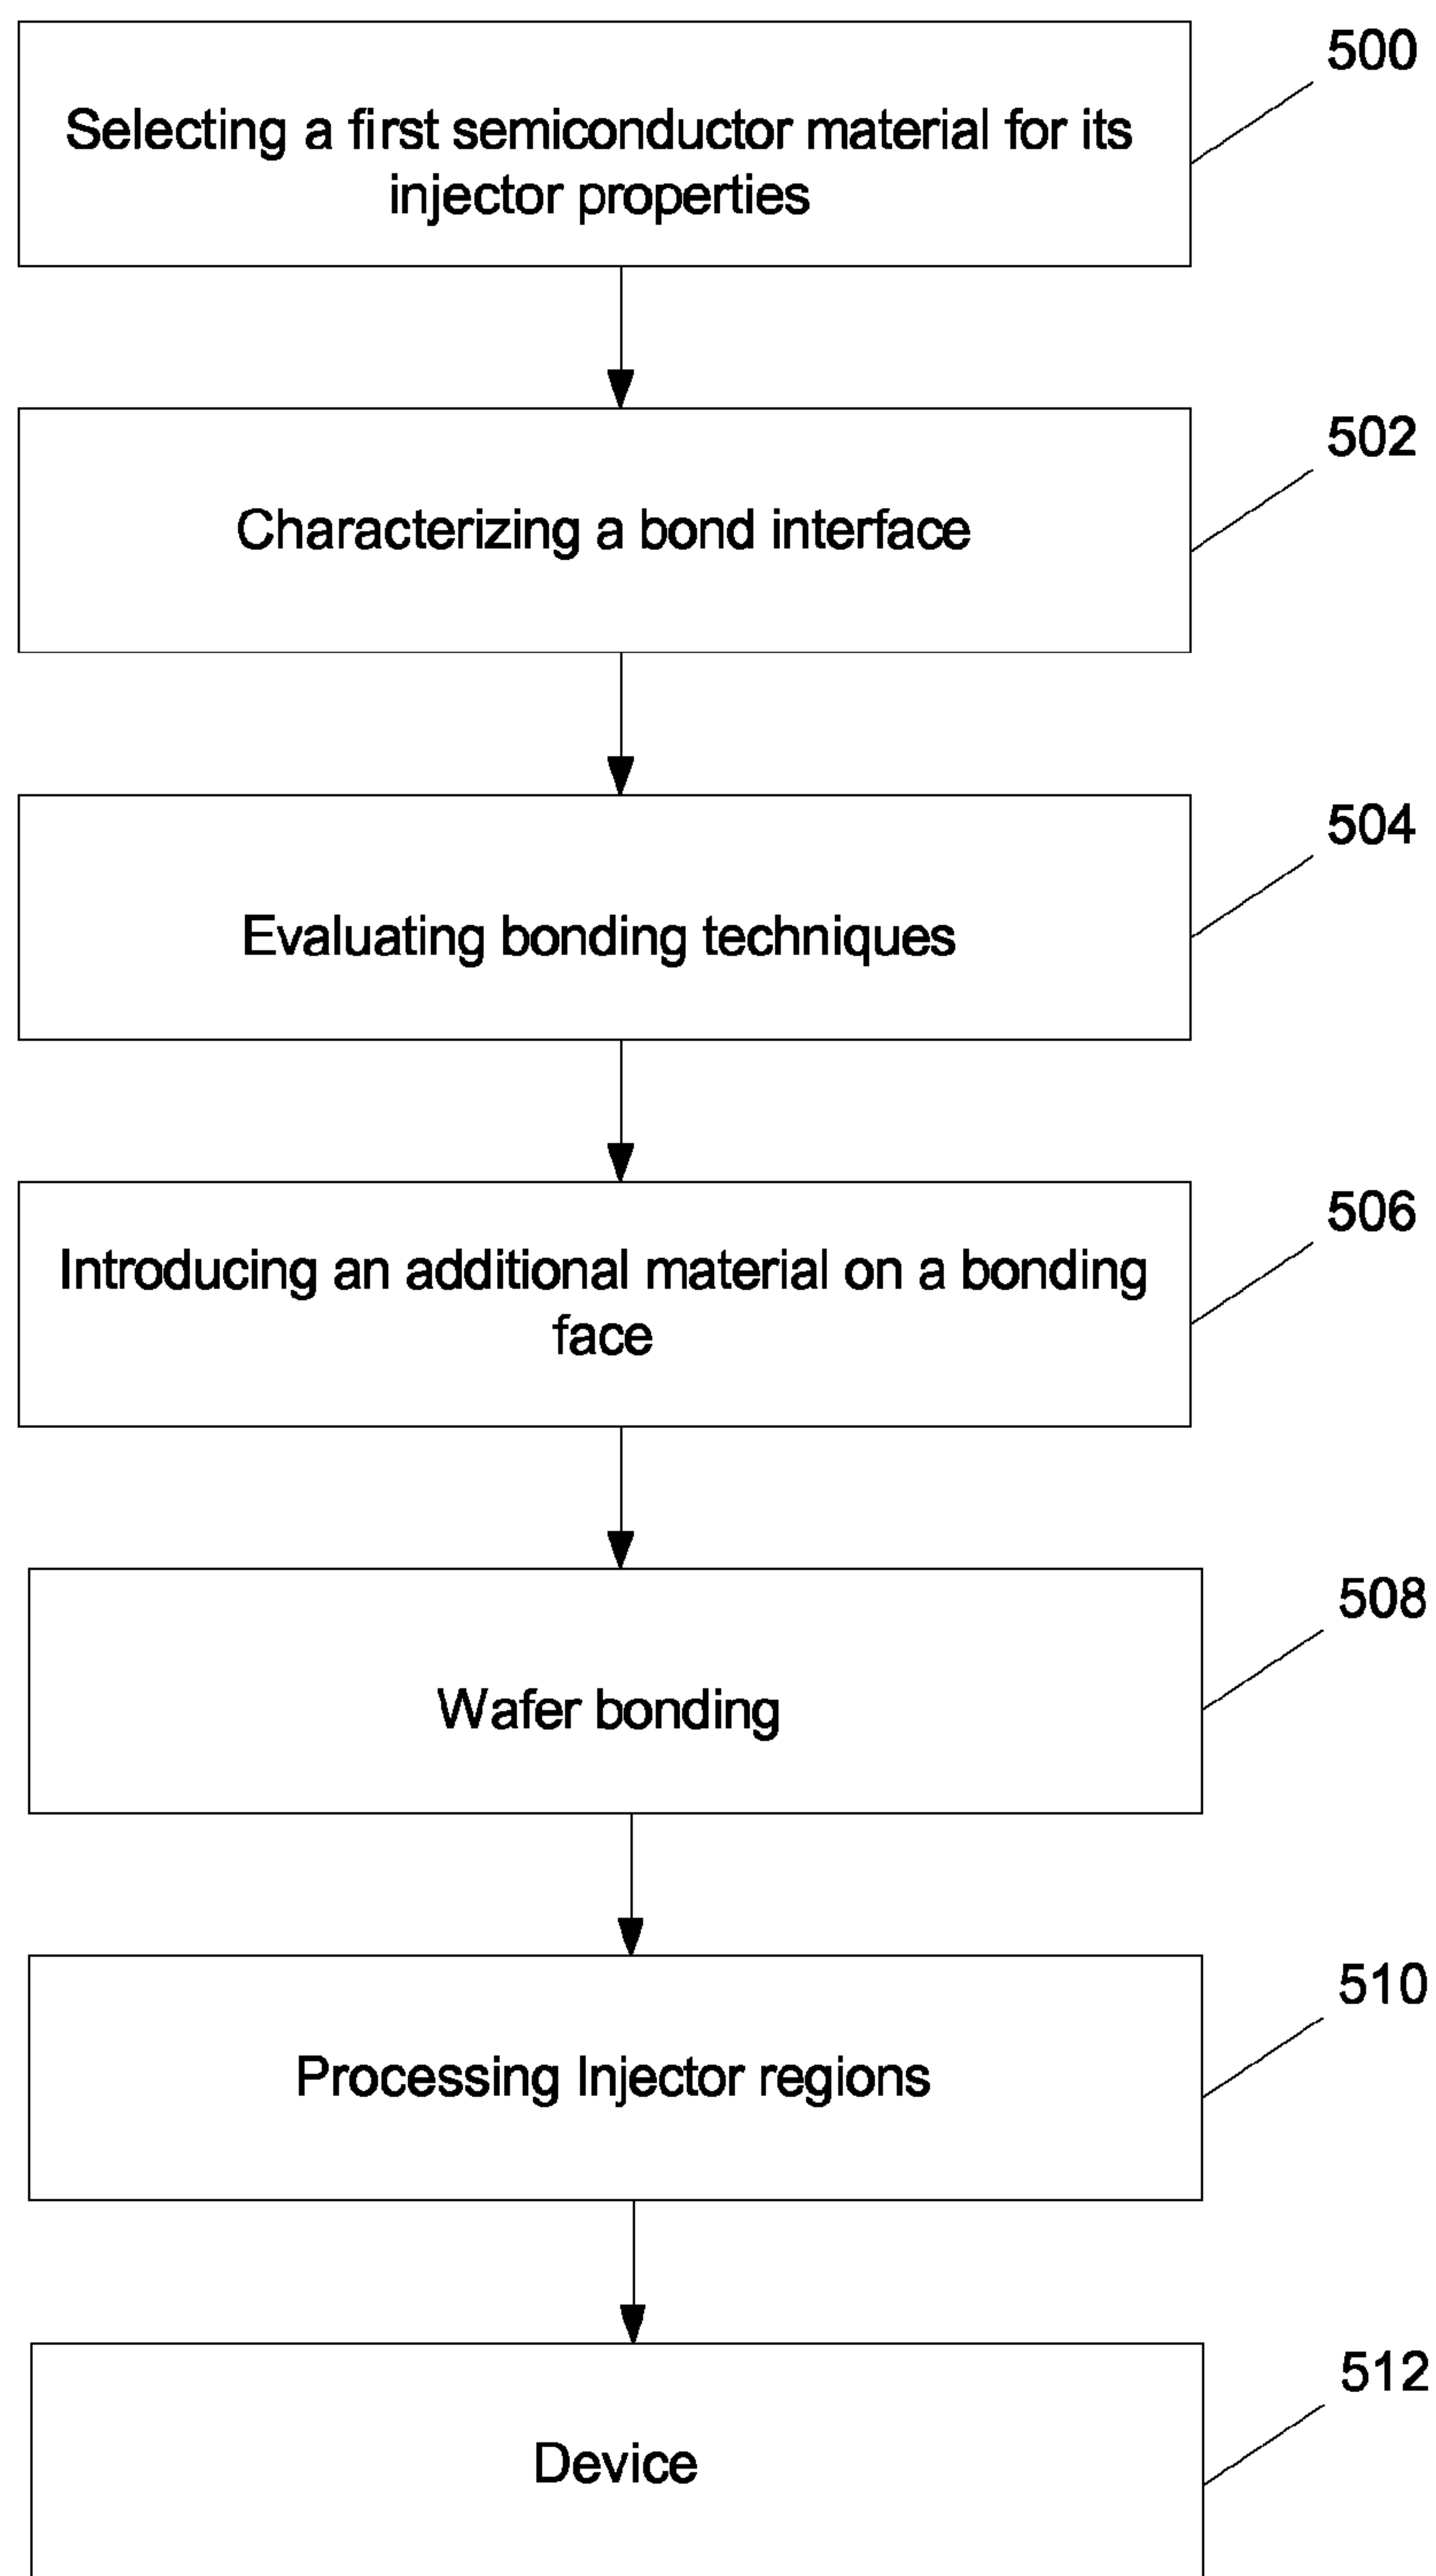 500
Selecting a first semiconductor material for its
injector properties
502
Characterizing a bond interface
504
Evaluating bonding techniques
506
Introducing an additional material on a bonding
face
508
Wafer bonding
510
Processing Injector regions
512
Device